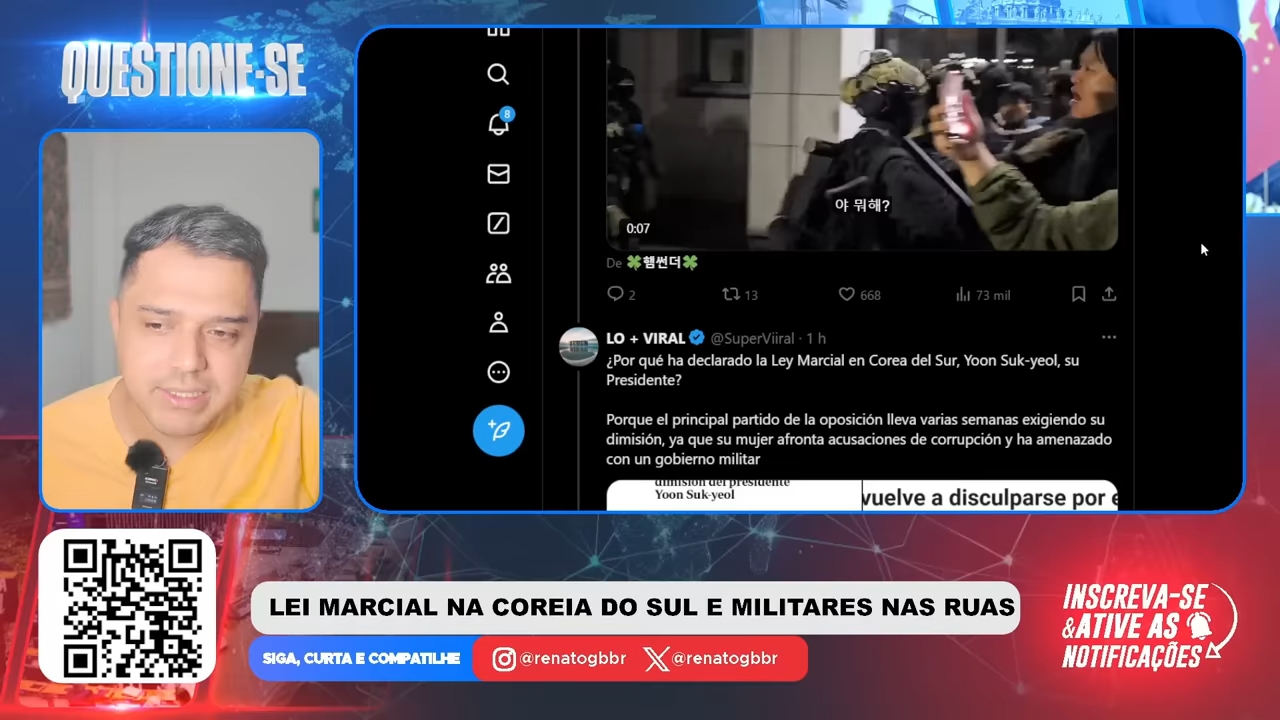 QUESTIONE-SE
8
야 뭐해?
0:07
De 🍀헴썬더🍀
2
13
668
73 mil
LO + VIRAL @SuperViiral · 1 h
¿Por qué ha declarado la Ley Marcial en Corea del Sur, Yoon Suk-yeol, su
Presidente?
Porque el principal partido de la oposición lleva varias semanas exigiendo su
dimisión, ya que su mujer afronta acusaciones de corrupción y ha amenazado
con un gobierno militar
dimisión del presidente
Yoon Suk-yeol
vuelve a disculparse por e
LEI MARCIAL NA COREIA DO SUL E MILITARES NAS RUAS
SIGA, CURTA E COMPATILHE
@renatogbbr
@renatogbbr
INSCREVA-SE
&ATIVE AS
NOTIFICAÇÕES